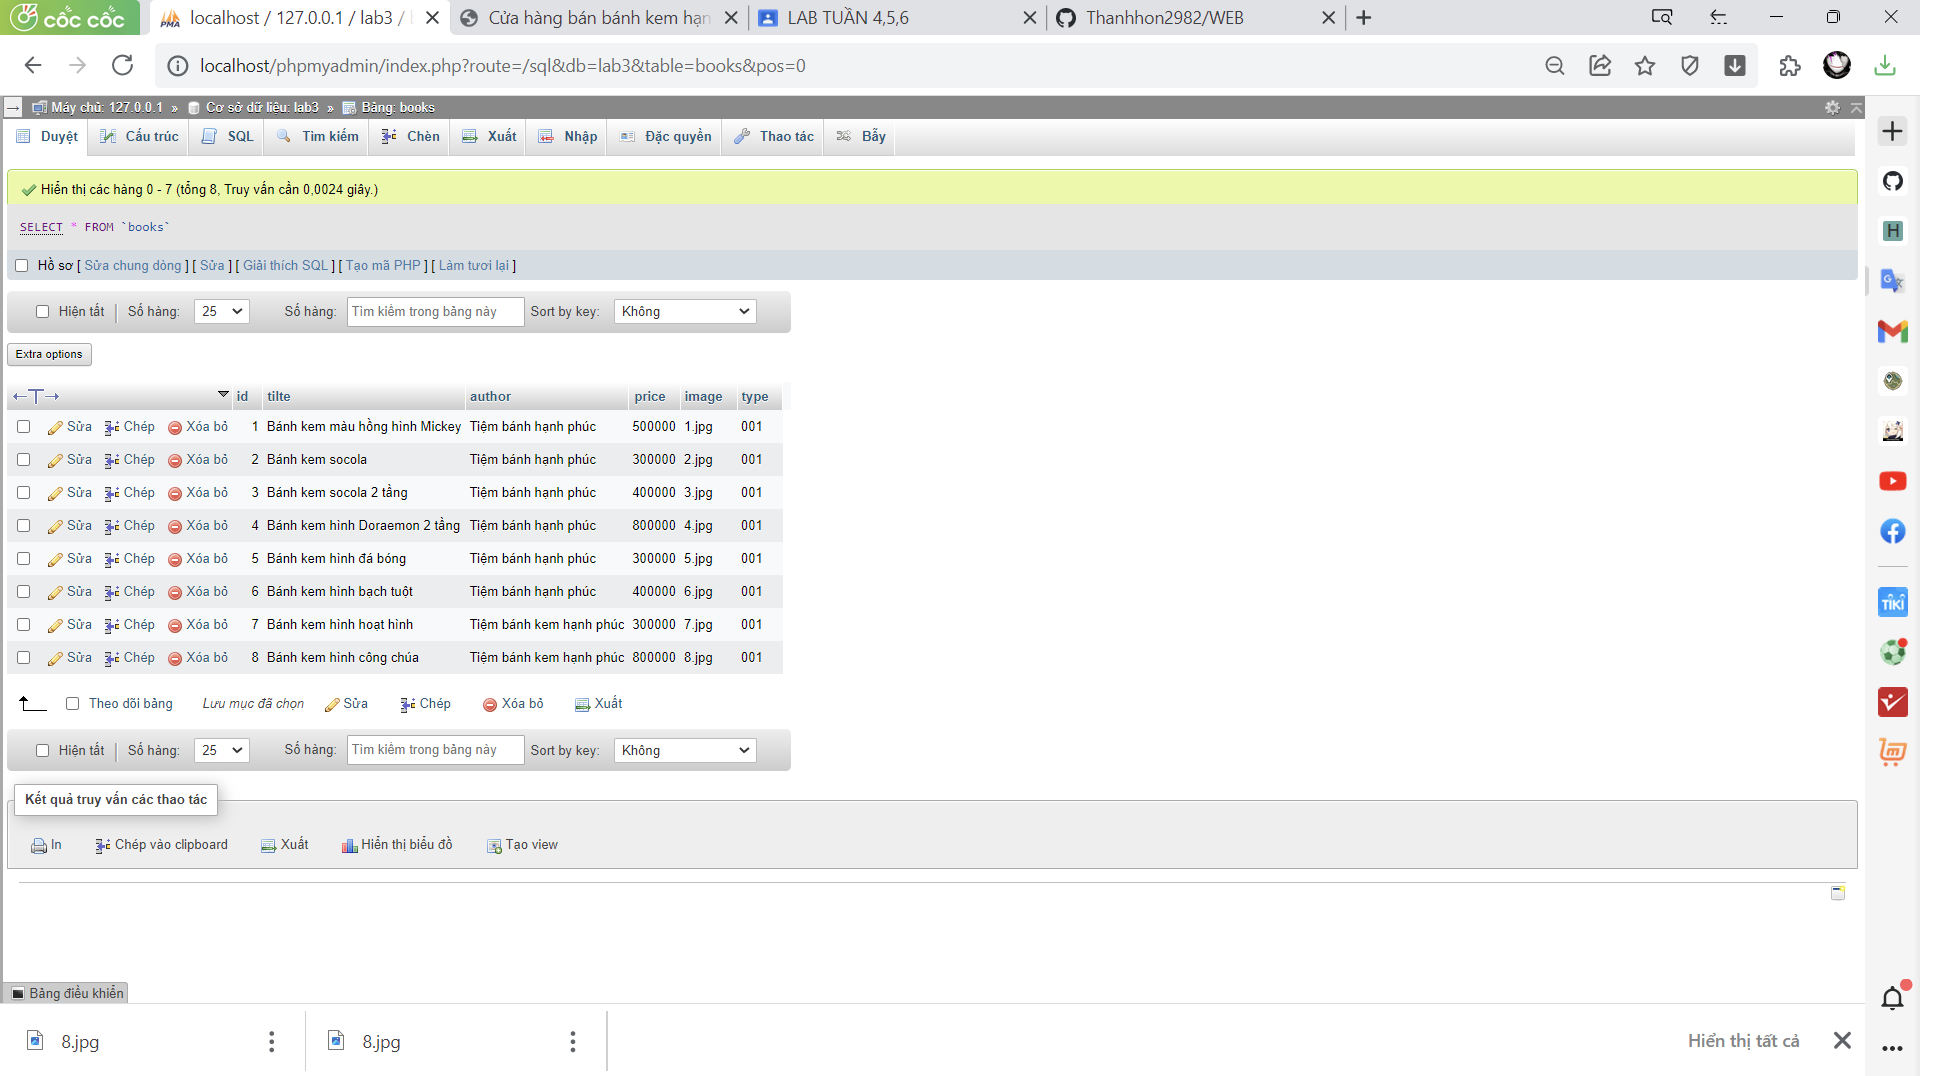 cốc cốc
localhost / 127.0.0.1 / lab3 /
Cửa hàng bán bánh kem hạn
LAB TUẦN 4,5,6
Thanhhon2982/WEB
localhost/phpmyadmin/index.php?route=/sql&db=lab3&table=books&pos=0
Máy chủ: 127.0.0.1 » Cơ sở dữ liệu: lab3 » Bảng: books
Duyệt Cấu trúc SQL Tìm kiếm Chèn Xuất Nhập Đặc quyền Thao tác Bẫy
Hiển thị các hàng 0 - 7 (tổng 8, Truy vấn cần 0,0024 giây.)
SELECT * FROM `books`
Hồ sơ [ Sửa chung dòng ] [ Sửa ] [ Giải thích SQL ] [ Tạo mã PHP ] [ Làm tươi lại ]
Hiện tất Số hàng: 25 Số hàng: Tìm kiếm trong bảng này Sort by key: Không
Extra options
←T→ id tilte author price image type
Sửa Chép Xóa bỏ 1 Bánh kem màu hồng hình Mickey Tiệm bánh hạnh phúc 500000 1.jpg 001
Sửa Chép Xóa bỏ 2 Bánh kem socola Tiệm bánh hạnh phúc 300000 2.jpg 001
Sửa Chép Xóa bỏ 3 Bánh kem socola 2 tầng Tiệm bánh hạnh phúc 400000 3.jpg 001
Sửa Chép Xóa bỏ 4 Bánh kem hình Doraemon 2 tầng Tiệm bánh hạnh phúc 800000 4.jpg 001
Sửa Chép Xóa bỏ 5 Bánh kem hình đá bóng Tiệm bánh hạnh phúc 300000 5.jpg 001
Sửa Chép Xóa bỏ 6 Bánh kem hình bạch tuột Tiệm bánh hạnh phúc 400000 6.jpg 001
Sửa Chép Xóa bỏ 7 Bánh kem hình hoạt hình Tiệm bánh kem hạnh phúc 300000 7.jpg 001
Sửa Chép Xóa bỏ 8 Bánh kem hình công chúa Tiệm bánh kem hạnh phúc 800000 8.jpg 001
Theo dõi bảng Lưu mục đã chọn Sửa Chép Xóa bỏ Xuất
Hiện tất Số hàng: 25 Số hàng: Tìm kiếm trong bảng này Sort by key: Không
Kết quả truy vấn các thao tác
In Chép vào clipboard Xuất Hiển thị biểu đồ Tạo view
Bảng điều khiển
8.jpg
8.jpg
Hiển thị tất cả
H
TIKI